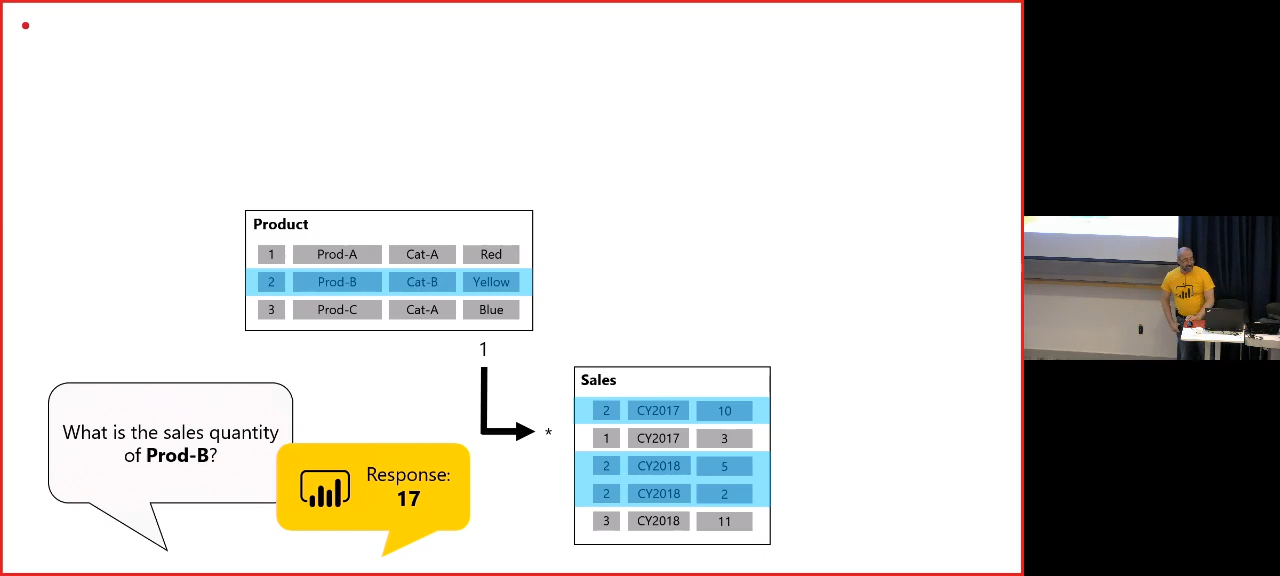 Product
1 Prod-A Cat-A Red
2 Prod-B Cat-B Yellow
3 Prod-C Cat-A Blue
1
*
Sales
2 CY2017 10
1 CY2017 3
2 CY2018 5
2 CY2018 2
3 CY2018 11
What is the sales quantity
of Prod-B?
Response:
17